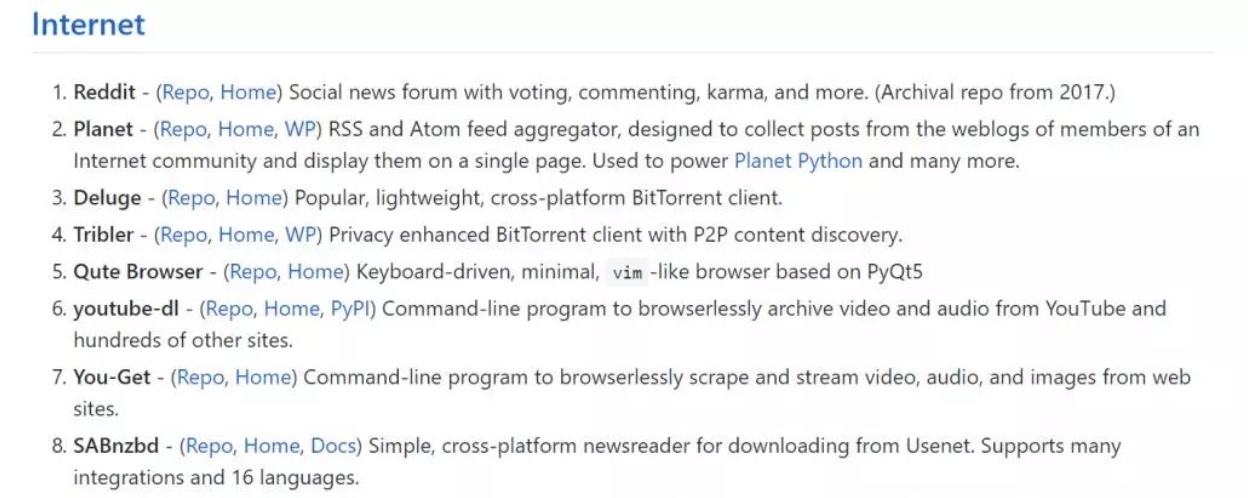 Internet
1. Reddit - (Repo, Home) Social news forum with voting, commenting, karma, and more. (Archival repo from 2017.)
2. Planet - (Repo, Home, WP) RSS and Atom feed aggregator, designed to collect posts from the weblogs of members of an
Internet community and display them on a single page. Used to power Planet Python and many more.
3. Deluge - (Repo, Home) Popular, lightweight, cross-platform BitTorrent client.
4. Tribler - (Repo, Home, WP) Privacy enhanced BitTorrent client with P2P content discovery.
5. Qute Browser - (Repo, Home) Keyboard-driven, minimal, vim -like browser based on PyQt5
6. youtube-dl - (Repo, Home, PyPI) Command-line program to browserlessly archive video and audio from YouTube and
hundreds of other sites.
7. You-Get - (Repo, Home) Command-line program to browserlessly scrape and stream video, audio, and images from web
sites.
8. SABnzbd - (Repo, Home, Docs) Simple, cross-platform newsreader for downloading from Usenet. Supports many
integrations and 16 languages.